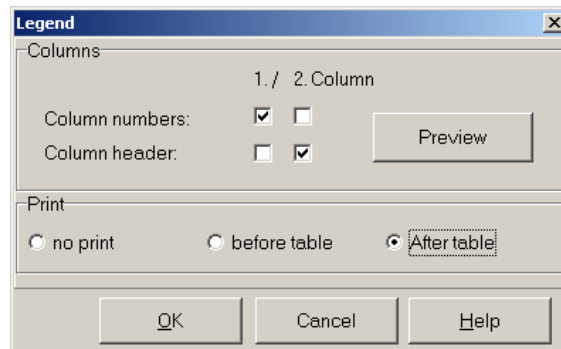 Legend
Columns
1. / 2. Column
Column numbers:
Column header:
Preview
Print
no print before table After table
OK Cancel Help